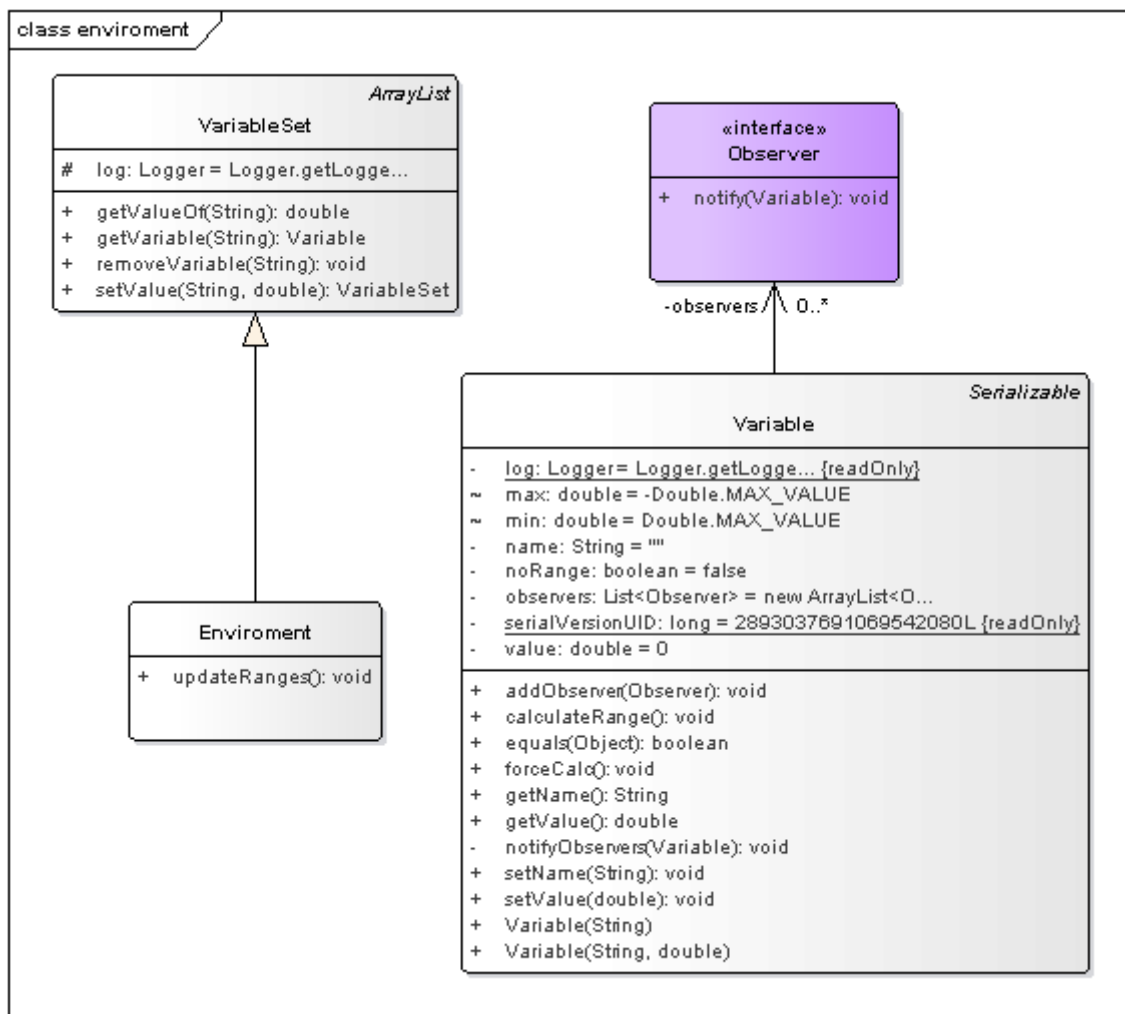 class enviroment
ArrayList
VariableSet
# log: Logger = Logger.getLogge...
+ getValueOf(String): double
+ getVariable(String): Variable
+ removeVariable(String): void
+ setValue(String, double): VariableSet
«interface»
Observer
+ notify(Variable): void
-observers 0..*
Enviroment
+ updateRanges(): void
Serializable
Variable
- log: Logger = Logger.getLogge... {readOnly}
~ max: double = -Double.MAX_VALUE
~ min: double = Double.MAX_VALUE
- name: String = ""
- noRange: boolean = false
- observers: List<Observer> = new ArrayList<O...
- serialVersionUID: long = 2893037691069542080L {readOnly}
- value: double = 0
+ addObserver(Observer): void
+ calculateRange(): void
+ equals(Object): boolean
+ forceCalc(): void
+ getName(): String
+ getValue(): double
- notifyObservers(Variable): void
+ setName(String): void
+ setValue(double): void
+ Variable(String)
+ Variable(String, double)